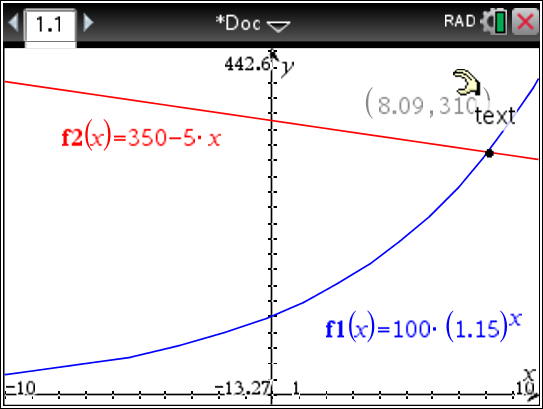 1.1 *Doc RAD
442.6 y
(8.09,310)
text
f2(x)=350-5·x
f1(x)=100·(1.15)^x
x
-10 -13.27 1 10